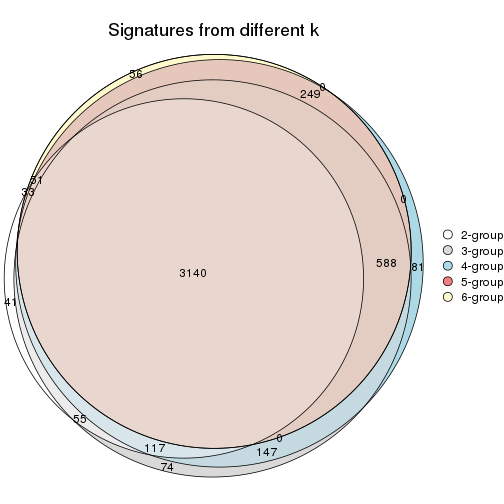 Signatures from different k
56
0
249
51
33
0
588
81
3140
41
55
0
117
147
74
2-group
3-group
4-group
5-group
6-group